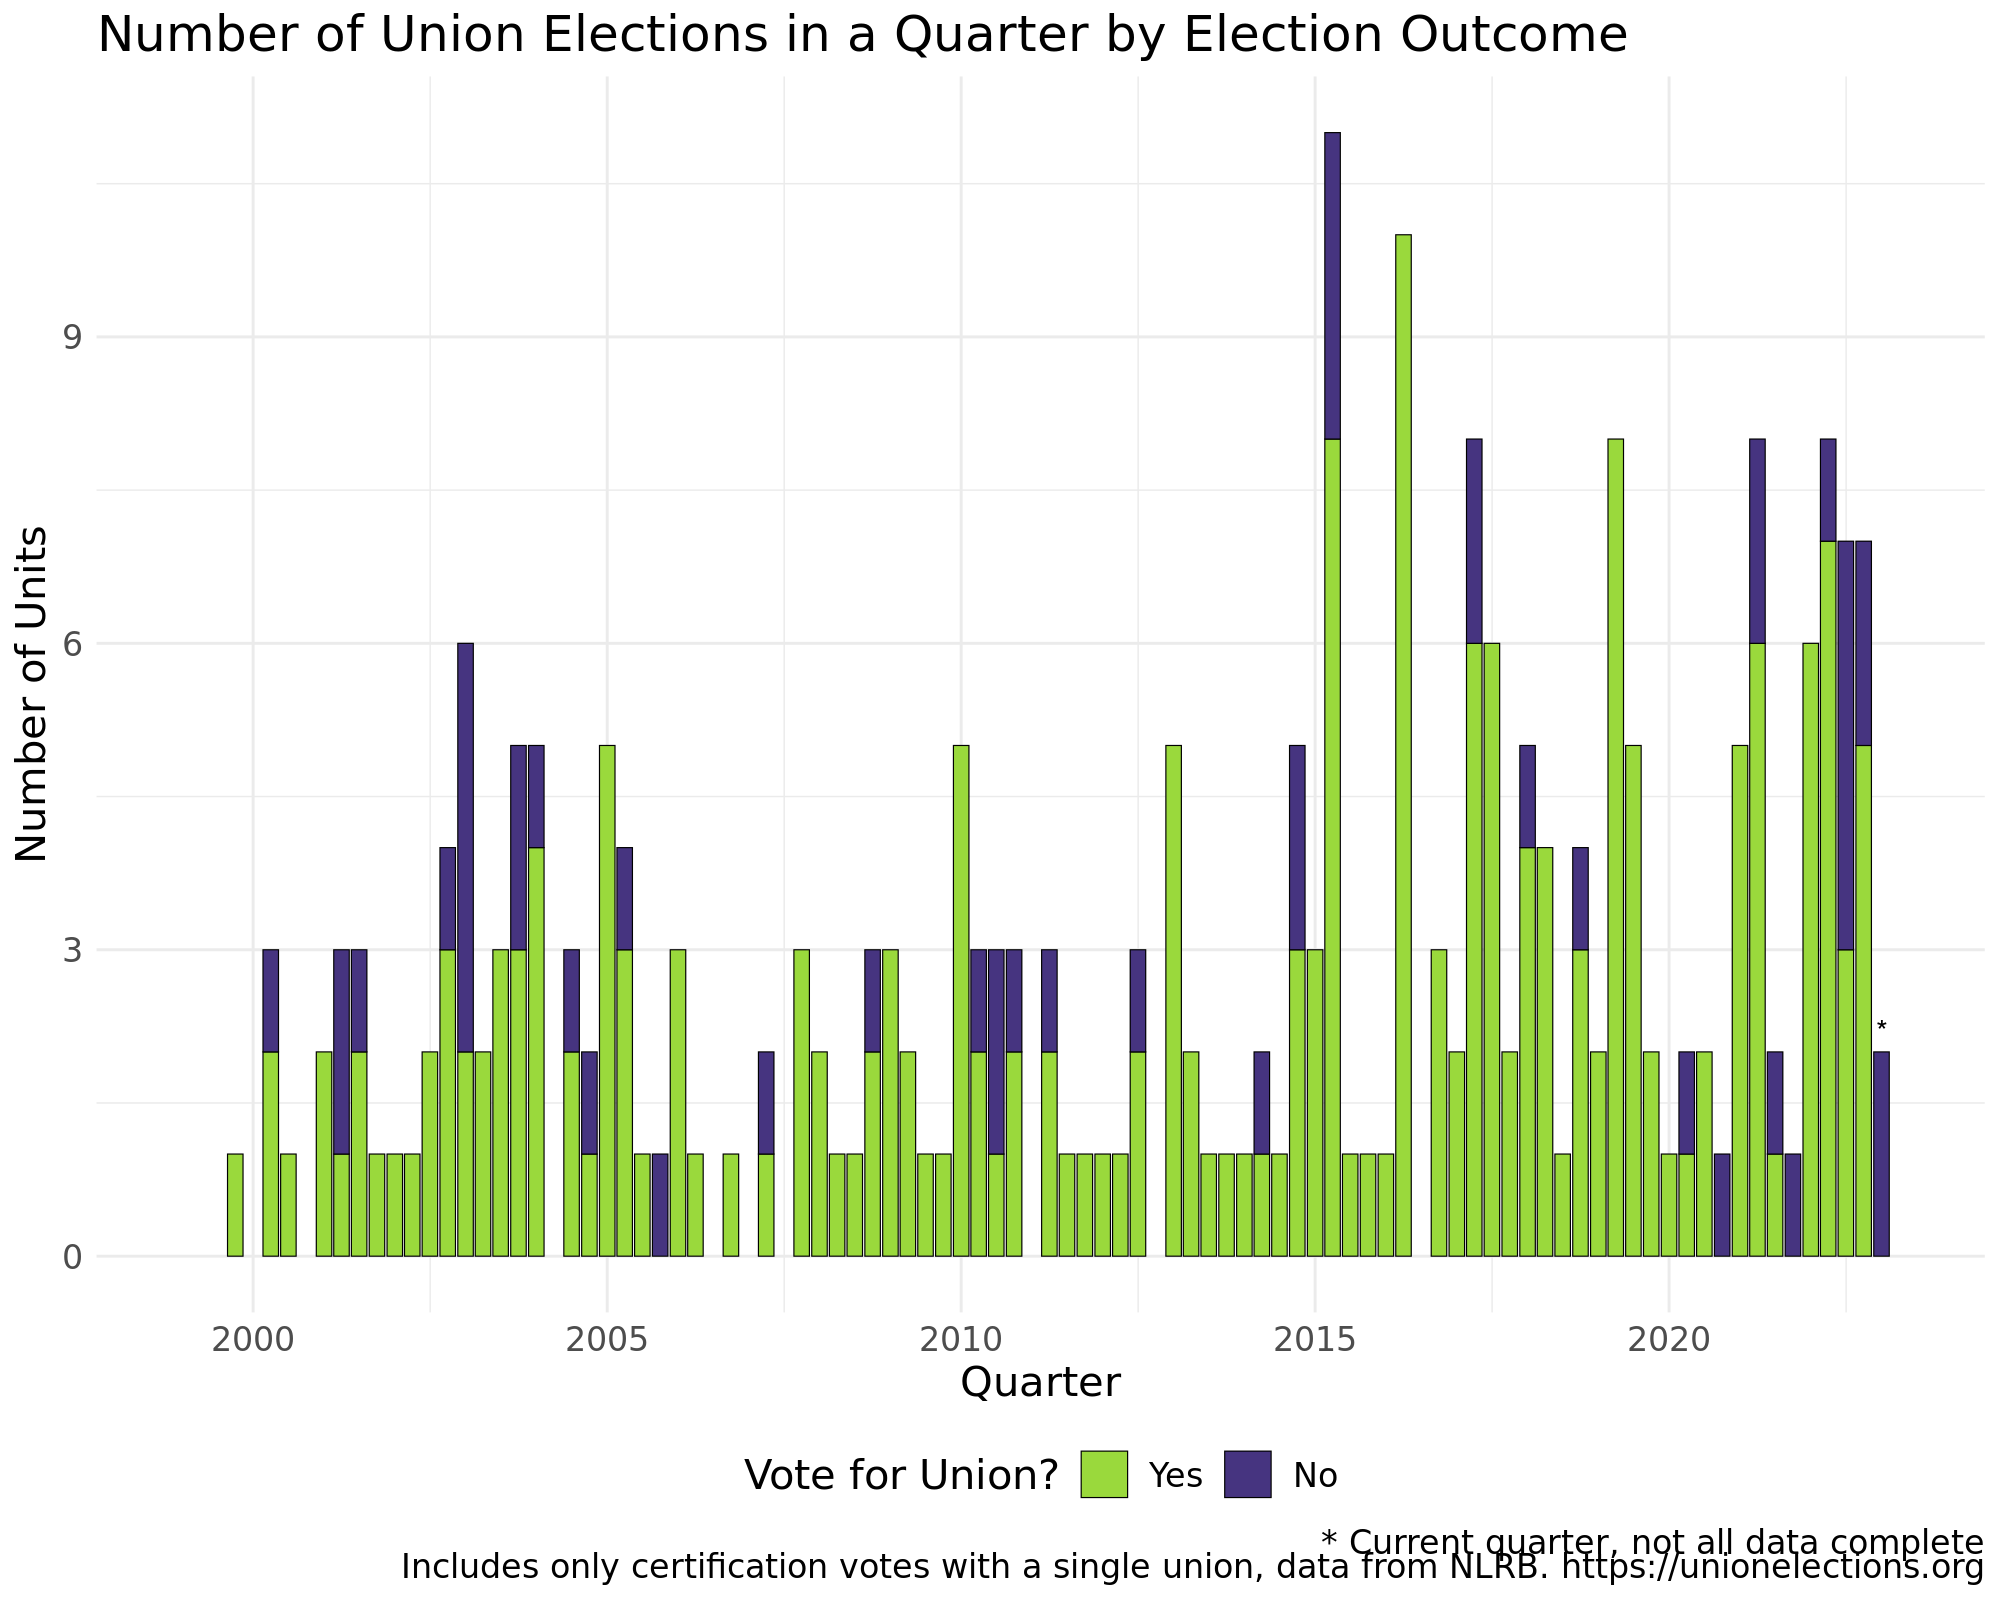 Number of Union Elections in a Quarter by Election Outcome
Number of Units
9
6
3
0
*
2000 2005 2010 2015 2020
Quarter
Vote for Union? Yes No
* Current quarter, not all data complete
Includes only certification votes with a single union, data from NLRB. https://unionelections.org